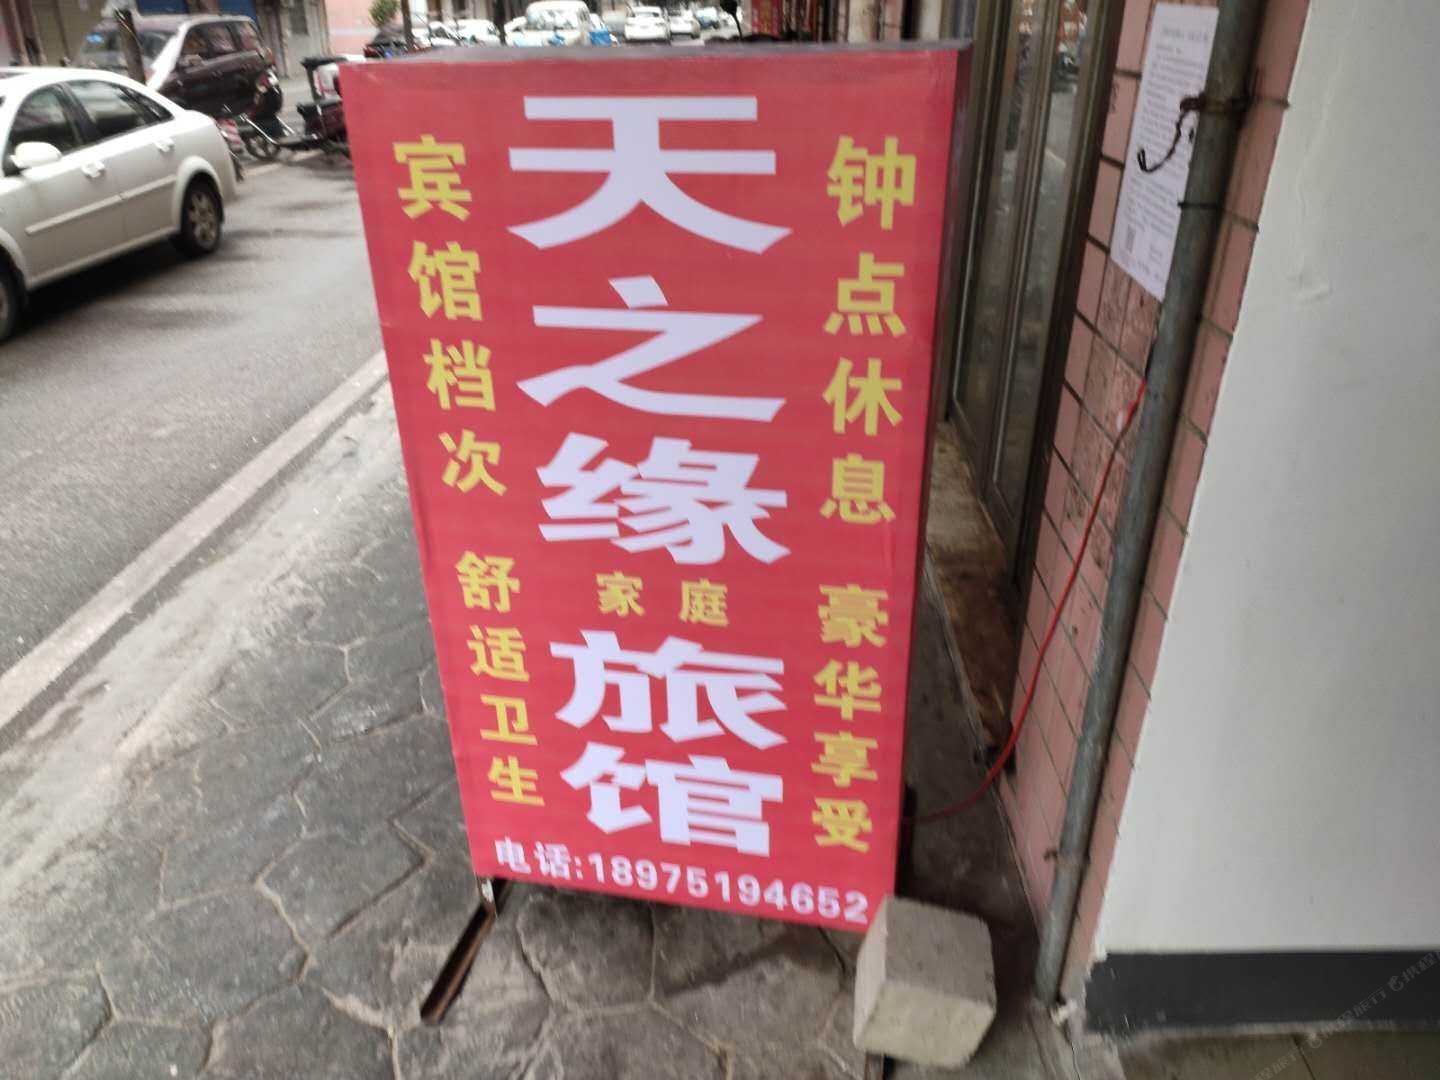 宾馆档次 舒适卫生
天之缘
家庭
旅馆
钟点休息 豪华享受
电话:18975194652